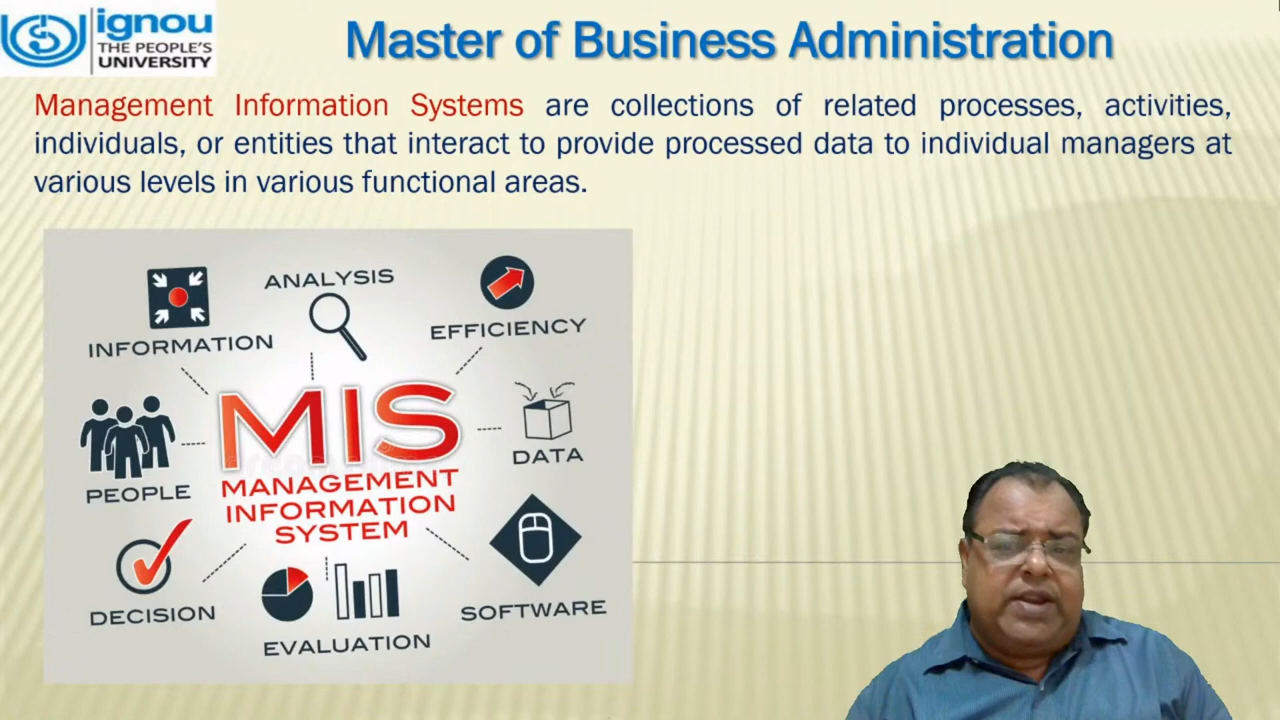 ignou
THE PEOPLE'S
UNIVERSITY
Master of Business Administration
Management Information Systems are collections of related processes, activities,
individuals, or entities that interact to provide processed data to individual managers at
various levels in various functional areas.
ANALYSIS
INFORMATION
EFFICIENCY
MIS
MANAGEMENT
INFORMATION
SYSTEM
PEOPLE
DATA
DECISION
EVALUATION
SOFTWARE